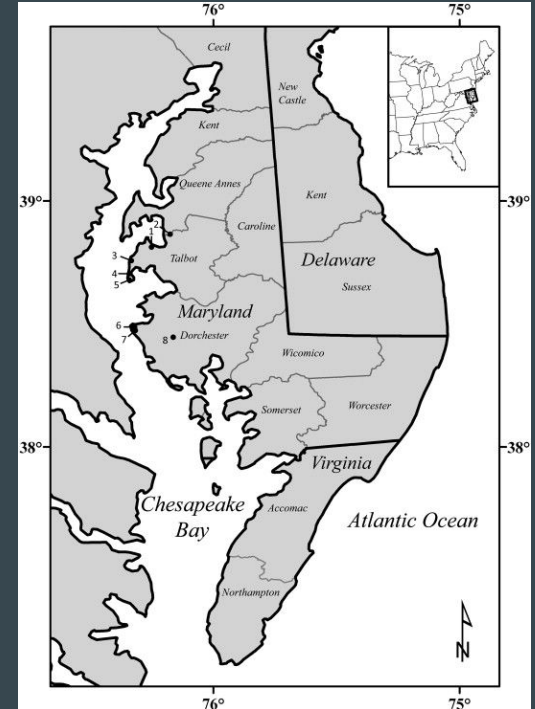 76°
75°
Cecil
New
Castle
Kent
39°
39°
Queene Annes
Kent
2
1
Caroline
3
Talbot
Delaware
4
5
Sussex
Maryland
6
Dorchester
7
8
Wicomico
Somerset
Worcester
38°
38°
Virginia
Chesapeake
Bay
Accomac
Atlantic Ocean
Northampton
N
76°
75°